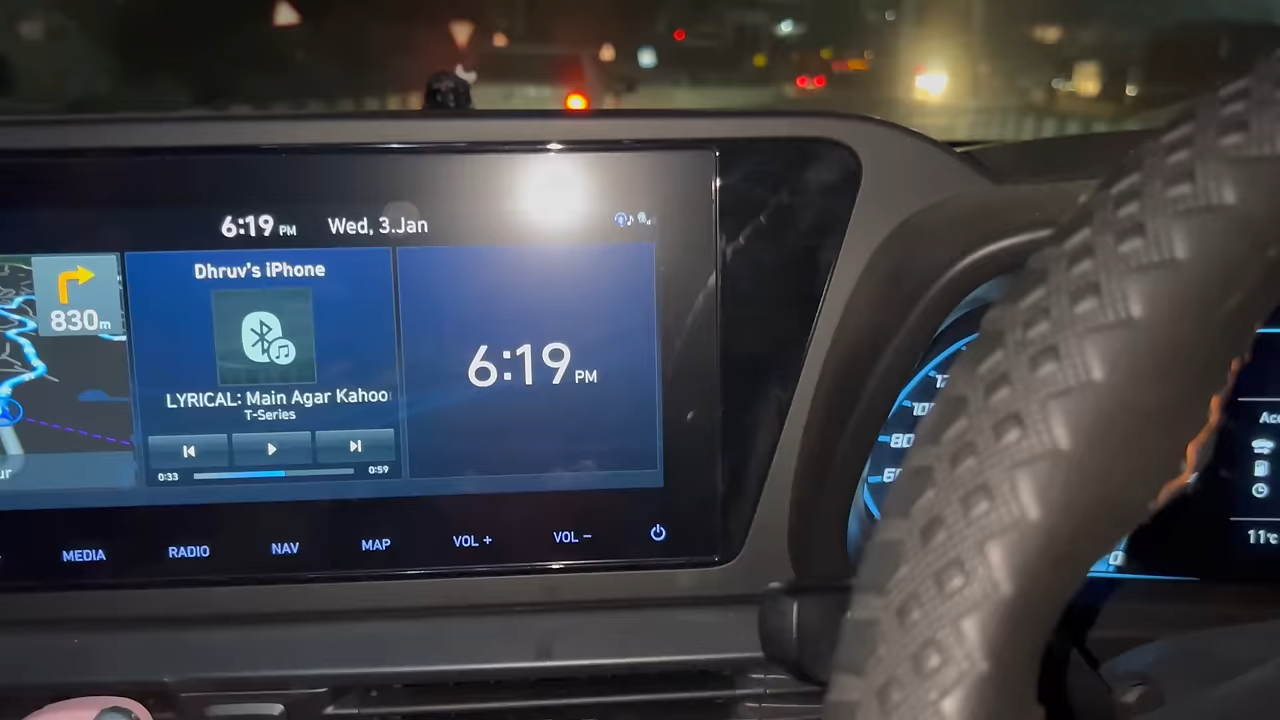 6:19 PM Wed, 3.Jan
830m
Dhruv's iPhone
LYRICAL: Main Agar Kahoo
T-Series
0:33 0:59
6:19 PM
MEDIA RADIO NAV MAP VOL + VOL −
80
0
11°c